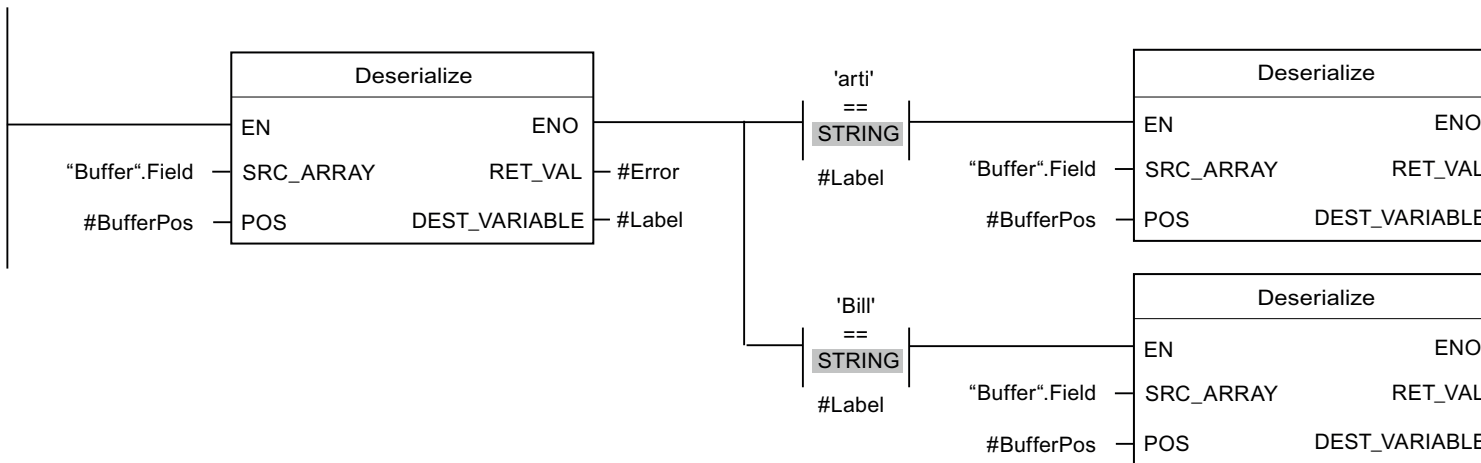 Deserialize
EN ENO
"Buffer“.Field SRC_ARRAY RET_VAL #Error
#BufferPos POS DEST_VARIABLE #Label
'arti'
==
STRING
#Label
Deserialize
EN ENO
“Buffer“.Field SRC_ARRAY RET_VAL
#BufferPos POS DEST_VARIABLE
'Bill'
==
STRING
#Label
Deserialize
EN ENO
“Buffer“.Field SRC_ARRAY RET_VAL
#BufferPos POS DEST_VARIABLE